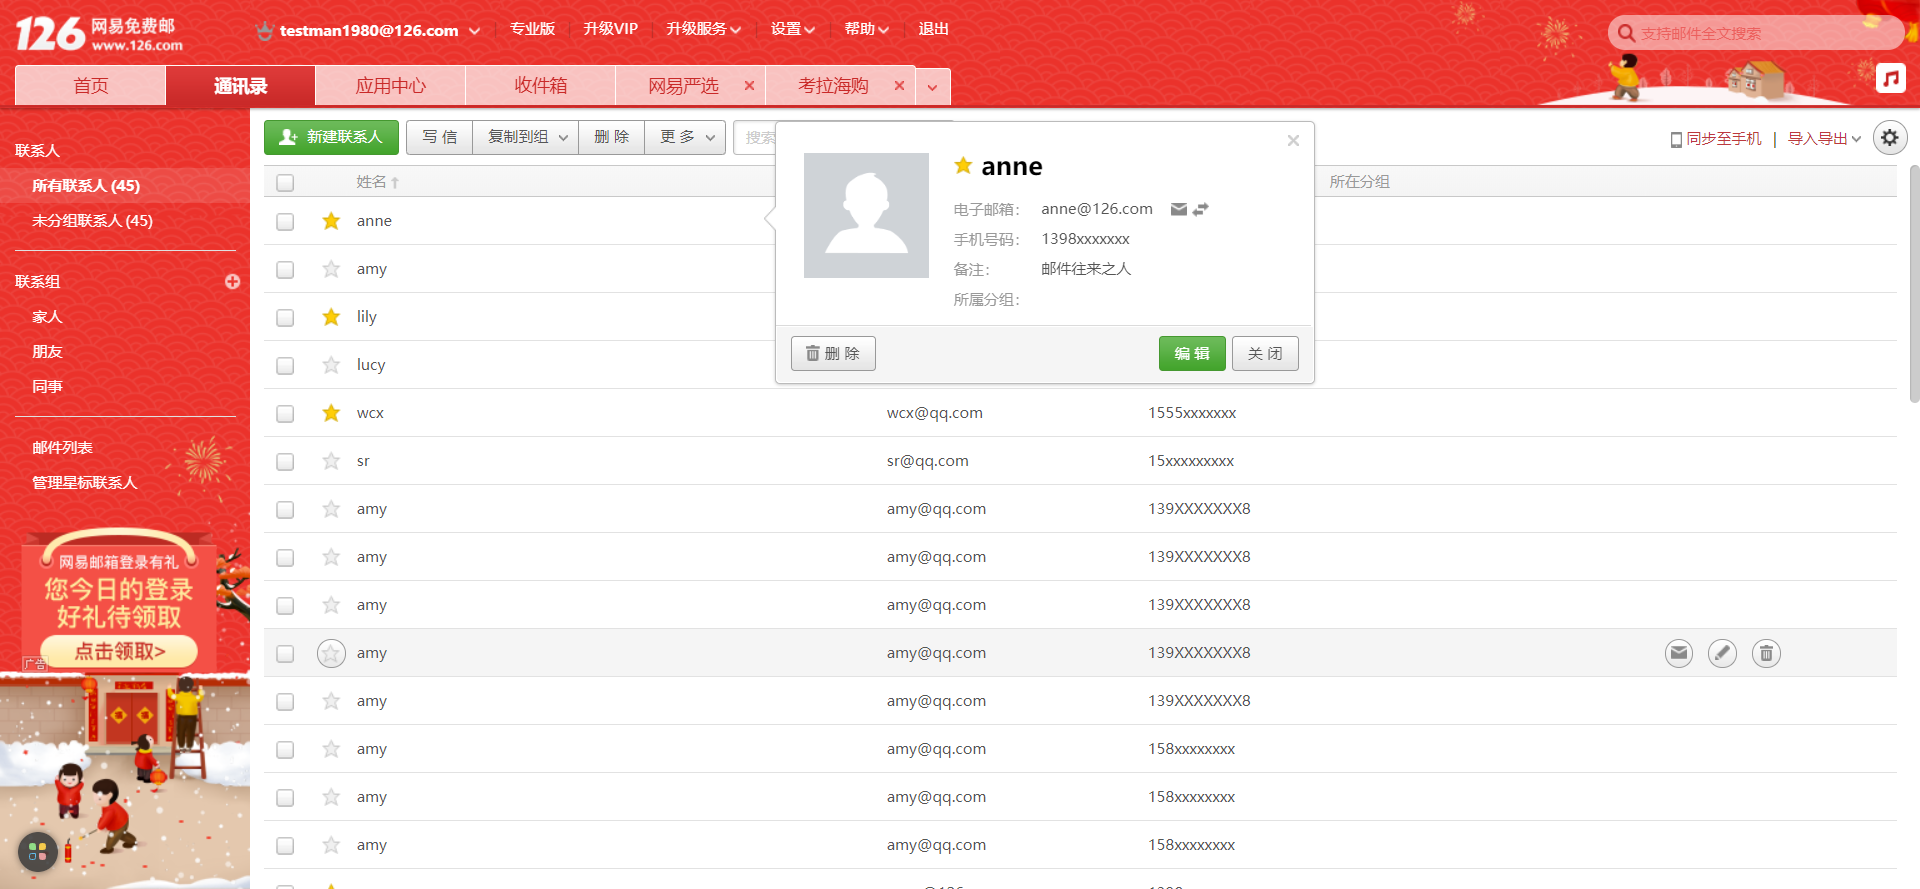 126 网易免费邮
www.126.com
testman1980@126.com 专业版 升级VIP 升级服务 设置 帮助 退出
支持邮件全文搜索
首页 通讯录 应用中心 收件箱 网易严选 × 考拉海购 ×
联系人
所有联系人 (45)
未分组联系人 (45)
联系组
家人
朋友
同事
邮件列表
管理星标联系人
网易邮箱登录有礼
您今日的登录
好礼待领取
点击领取>
广告
新建联系人 写 信 复制到组 删 除 更 多 搜索
同步至手机 | 导入导出
姓名↑ 所在分组
anne
amy
lily
lucy
anne
电子邮箱： anne@126.com
手机号码： 1398xxxxxxx
备注： 邮件往来之人
所属分组：
删 除 编 辑 关 闭
wcx wcx@qq.com 1555xxxxxxx
sr sr@qq.com 15xxxxxxxxx
amy amy@qq.com 139XXXXXXX8
amy amy@qq.com 139XXXXXXX8
amy amy@qq.com 139XXXXXXX8
amy amy@qq.com 139XXXXXXX8
amy amy@qq.com 139XXXXXXX8
amy amy@qq.com 158xxxxxxxx
amy amy@qq.com 158xxxxxxxx
amy amy@qq.com 158xxxxxxxx